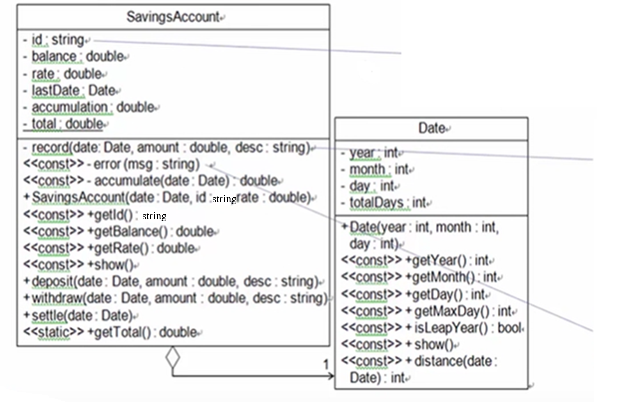 SavingsAccount
- id : string
- balance : double
- rate : double
- lastDate : Date
- accumulation : double
- total : double
- record(date : Date, amount : double, desc : string)
<<const>> - error (msg : string)
<<const>> - accumulate(date : Date) : double
+ SavingsAccount(date : Date, id :string rate : double)
<<const>> +getId() : string
<<const>> +getBalance() : double
<<const>> +getRate() : double
<<const>> +show()
+deposit(date : Date, amount : double, desc : string)
+withdraw(date : Date, amount : double, desc : string)
+settle(date : Date)
<<static>> +getTotal() : double
1
Date
- year : int
- month : int
- day : int
- totalDays : int
+Date(year : int, month : int,
day : int)
<<const>> +getYear() : int
<<const>> +getMonth() : int
<<const>> +getDay() : int
<<const>> +getMaxDay() : int
<<const>> + isLeapYear() : bool
<<const>> + show()
<<const>> + distance(date :
Date) : int